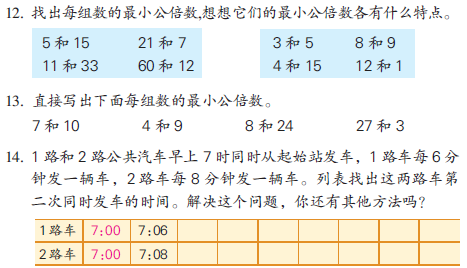 12. 找出每组数的最小公倍数,想想它们的最小公倍数各有什么特点。
5 和 15 21 和 7 3 和 5 8 和 9
11 和 33 60 和 12 4 和 15 12 和 1
13. 直接写出下面每组数的最小公倍数。
7 和 10 4 和 9 8 和 24 27 和 3
14. 1 路和 2 路公共汽车早上 7 时同时从起始站发车，1 路车每 6 分
钟发一辆车，2 路车每 8 分钟发一辆车。列表找出这两路车第
二次同时发车的时间。解决这个问题，你还有其他方法吗?
1 路车 7:00 7:06
2 路车 7:00 7:08